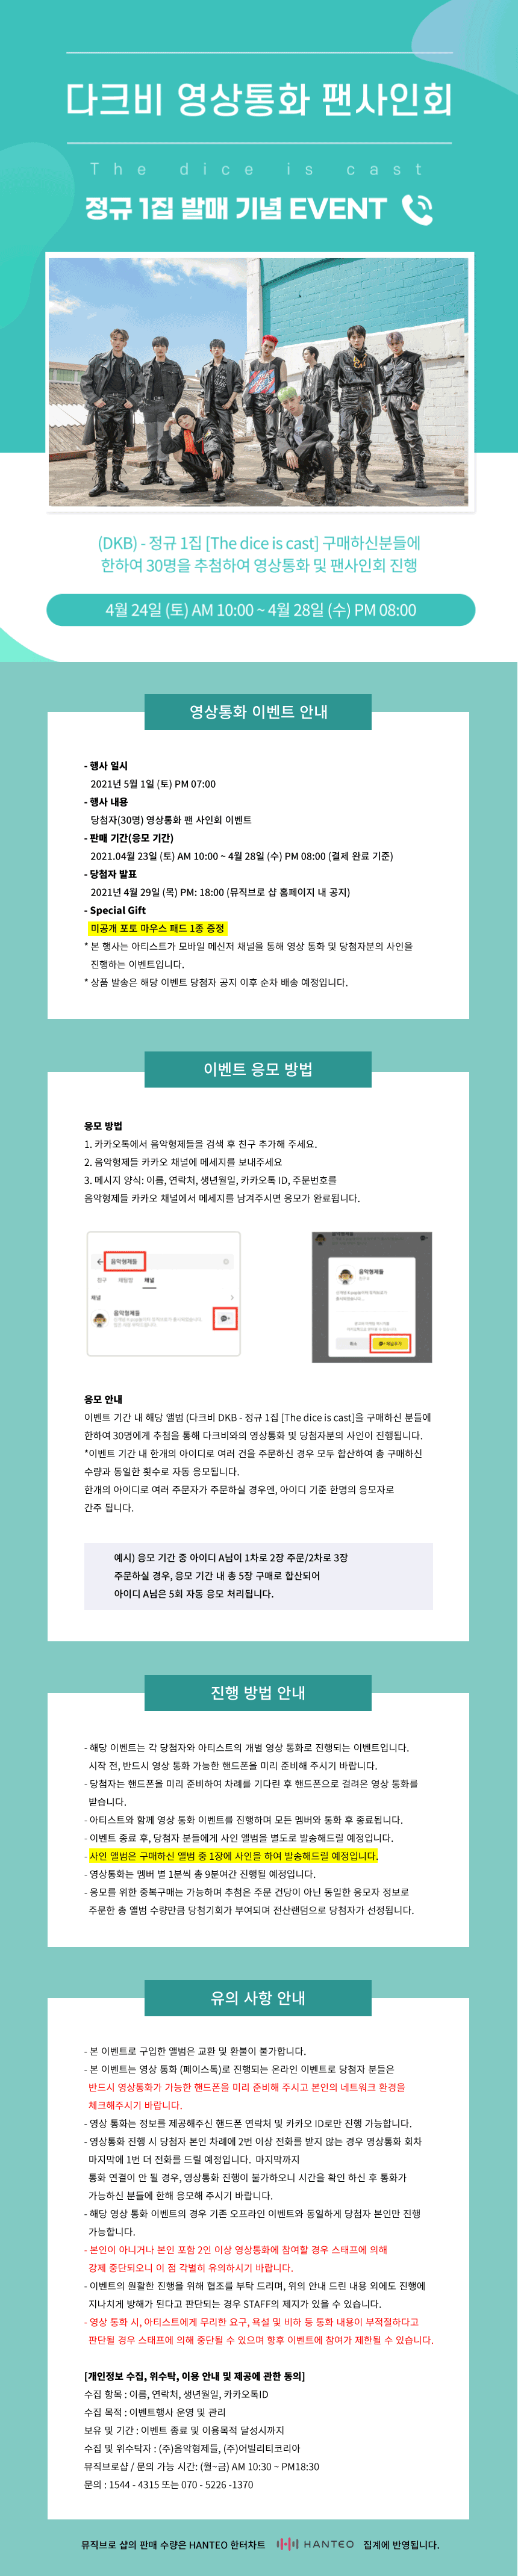 다크비 영상통화 팬사인회
The dice is cast
정규 1집 발매 기념 EVENT
(DKB) - 정규 1집 [The dice is cast] 구매하신분들에
한하여 30명을 추첨하여 영상통화 및 팬사인회 진행
4월 24일 (토) AM 10:00 ~ 4월 28일 (수) PM 08:00
영상통화 이벤트 안내
- 행사 일시
2021년 5월 1일 (토) PM 07:00
- 행사 내용
당첨자(30명) 영상통화 팬 사인회 이벤트
- 판매 기간(응모 기간)
2021.04월 23일 (토) AM 10:00 ~ 4월 28일 (수) PM 08:00 (결제 완료 기준)
- 당첨자 발표
2021년 4월 29일 (목) PM: 18:00 (뮤직브로 샵 홈페이지 내 공지)
- Special Gift
미공개 포토 마우스 패드 1종 증정
* 본 행사는 아티스트가 모바일 메신저 채널을 통해 영상 통화 및 당첨자분의 사인을
진행하는 이벤트입니다.
* 상품 발송은 해당 이벤트 당첨자 공지 이후 순차 배송 예정입니다.
이벤트 응모 방법
응모 방법
1. 카카오톡에서 음악형제들을 검색 후 친구 추가해 주세요.
2. 음악형제들 카카오 채널에 메세지를 보내주세요
3. 메시지 양식: 이름, 연락처, 생년월일, 카카오톡 ID, 주문번호를
음악형제들 카카오 채널에서 메세지를 남겨주시면 응모가 완료됩니다.
음악형제들
채널
채널
음악형제들
음악형제들
응모 안내
이벤트 기간 내 해당 앨범 (다크비 DKB - 정규 1집 [The dice is cast]을 구매하신 분들에
한하여 30명에게 추첨을 통해 다크비와의 영상통화 및 당첨자분의 사인이 진행됩니다.
*이벤트 기간 내 한개의 아이디로 여러 건을 주문하신 경우 모두 합산하여 총 구매하신
수량과 동일한 횟수로 자동 응모됩니다.
한개의 아이디로 여러 주문자가 주문하실 경우엔, 아이디 기준 한명의 응모자로
간주 됩니다.
예시) 응모 기간 중 아이디 A님이 1차로 2장 주문/2차로 3장
주문하실 경우, 응모 기간 내 총 5장 구매로 합산되어
아이디 A님은 5회 자동 응모 처리됩니다.
진행 방법 안내
- 해당 이벤트는 각 당첨자와 아티스트의 개별 영상 통화로 진행되는 이벤트입니다.
시작 전, 반드시 영상 통화 가능한 핸드폰을 미리 준비해 주시기 바랍니다.
- 당첨자는 핸드폰을 미리 준비하여 차례를 기다린 후 핸드폰으로 걸려온 영상 통화를
받습니다.
- 아티스트와 함께 영상 통화 이벤트를 진행하며 모든 멤버와 통화 후 종료됩니다.
- 이벤트 종료 후, 당첨자 분들에게 사인 앨범을 별도로 발송해드릴 예정입니다.
- 사인 앨범은 구매하신 앨범 중 1장에 사인을 하여 발송해드릴 예정입니다.
- 영상통화는 멤버 별 1분씩 총 9분여간 진행될 예정입니다.
- 응모를 위한 중복구매는 가능하며 추첨은 주문 건당이 아닌 동일한 응모자 정보로
주문한 총 앨범 수량만큼 당첨기회가 부여되며 전산랜덤으로 당첨자가 선정됩니다.
유의 사항 안내
- 본 이벤트로 구입한 앨범은 교환 및 환불이 불가합니다.
- 본 이벤트는 영상 통화 (페이스톡)로 진행되는 온라인 이벤트로 당첨자 분들은
반드시 영상통화가 가능한 핸드폰을 미리 준비해 주시고 본인의 네트워크 환경을
체크해주시기 바랍니다.
- 영상 통화는 정보를 제공해주신 핸드폰 연락처 및 카카오 ID로만 진행 가능합니다.
- 영상통화 진행 시 당첨자 본인 차례에 2번 이상 전화를 받지 않는 경우 영상통화 회차
마지막에 1번 더 전화를 드릴 예정입니다. 마지막까지
통화 연결이 안 될 경우, 영상통화 진행이 불가하오니 시간을 확인 하신 후 통화가
가능하신 분들에 한해 응모해 주시기 바랍니다.
- 해당 영상 통화 이벤트의 경우 기존 오프라인 이벤트와 동일하게 당첨자 본인만 진행
가능합니다.
- 본인이 아니거나 본인 포함 2인 이상 영상통화에 참여할 경우 스태프에 의해
강제 중단되오니 이 점 각별히 유의하시기 바랍니다.
- 이벤트의 원활한 진행을 위해 협조를 부탁 드리며, 위의 안내 드린 내용 외에도 진행에
지나치게 방해가 된다고 판단되는 경우 STAFF의 제지가 있을 수 있습니다.
- 영상 통화 시, 아티스트에게 무리한 요구, 욕설 및 비하 등 통화 내용이 부적절하다고
판단될 경우 스태프에 의해 중단될 수 있으며 향후 이벤트에 참여가 제한될 수 있습니다.
[개인정보 수집, 위수탁, 이용 안내 및 제공에 관한 동의]
수집 항목 : 이름, 연락처, 생년월일, 카카오톡ID
수집 목적 : 이벤트행사 운영 및 관리
보유 및 기간 : 이벤트 종료 및 이용목적 달성시까지
수집 및 위수탁자 : (주)음악형제들, (주)어빌리티코리아
뮤직브로샵 / 문의 가능 시간: (월~금) AM 10:30 ~ PM18:30
문의 : 1544 - 4315 또는 070 - 5226 -1370
뮤직브로 샵의 판매 수량은 HANTEO 한터차트 HANTEO 집계에 반영됩니다.